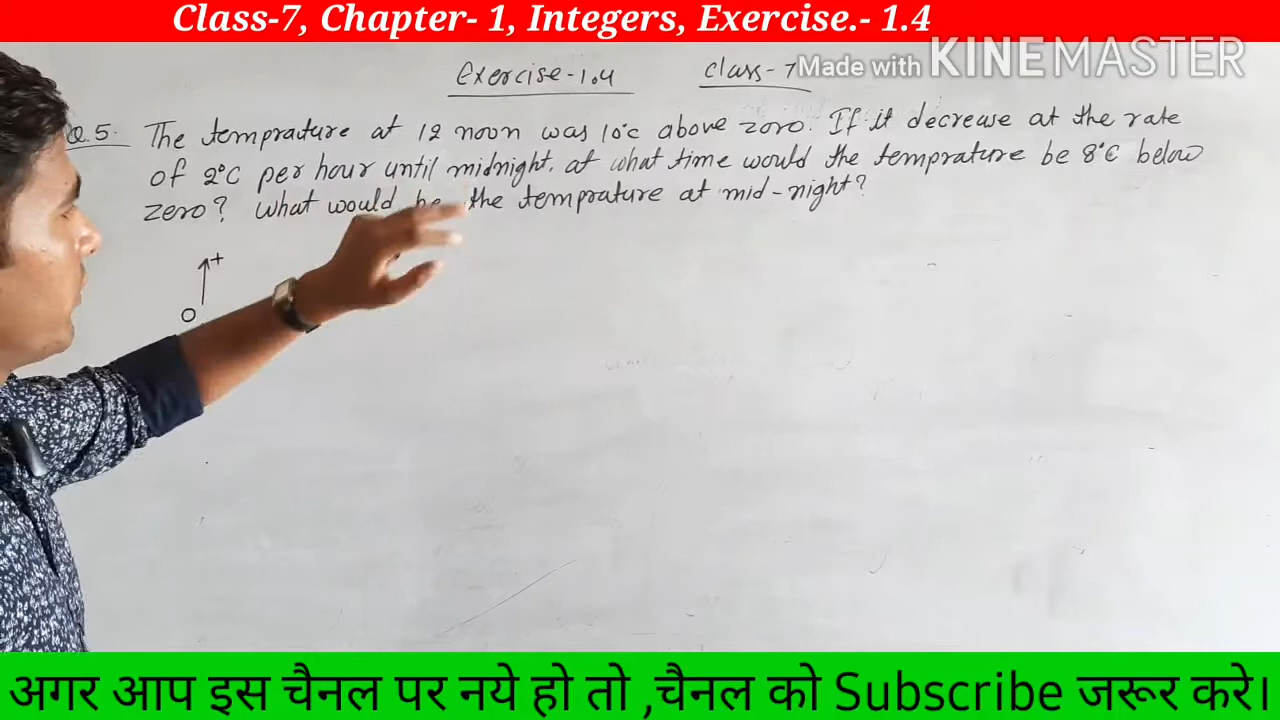 Class-7, Chapter- 1, Integers, Exercise.- 1.4
Made with KINEMASTER
Exercise-1.4 class-7
Q.5. The temprature at 12 noon was 10°c above zoro. If it decrease at the rate
of 2°C per hour until midnight. at what time would the temprature be 8°C below
zero? What would be the temprature at mid-night?
+
0
अगर आप इस चैनल पर नये हो तो ,चैनल को Subscribe जरूर करे।